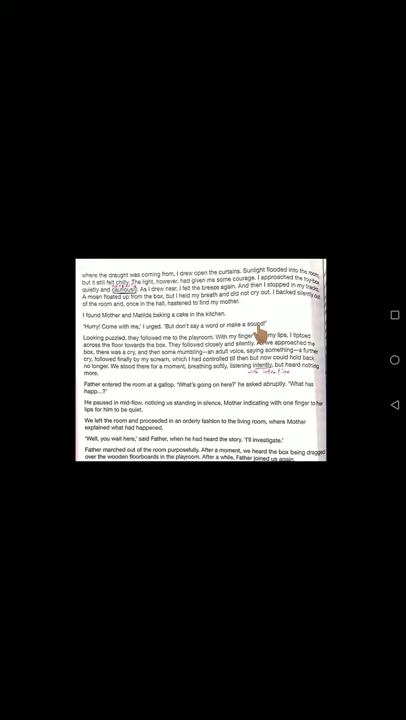 where the draught was coming from, I drew open the curtains. Sunlight flooded into the room,
but it still felt chilly. The light, however, had given me some courage. I approached the toy-box
quietly and cautiously. As I drew near, I felt the breeze again. And then I stopped in my tracks.
A moan floated up from the box, but I held my breath and did not cry out. I backed silently out
of the room and, once in the hall, hastened to find my mother.
I found Mother and Matilda baking a cake in the kitchen.
'Hurry! Come with me,' I urged. 'But don't say a word or make a sound!'
Looking puzzled, they followed me to the playroom. With my finger my lips, I tiptoed
across the floor towards the box. They followed closely and silently. As we approached the
box, there was a cry, and then some mumbling—an adult voice, saying something—a further
cry, followed finally by my scream, which I had controlled till then but now could hold back
no longer. We stood there for a moment, breathing softly, listening intently, but heard nothing
more.
with intention
Father entered the room at a gallop. 'What's going on here?' he asked abruptly. 'What has
happ...?'
He paused in mid-flow, noticing us standing in silence, Mother indicating with one finger to her
lips for him to be quiet.
We left the room and proceeded in an orderly fashion to the living room, where Mother
explained what had happened.
'Well, you wait here,' said Father, when he had heard the story, 'I'll investigate.'
Father marched out of the room purposefully. After a moment, we heard the box being dragged
over the wooden floorboards in the playroom. After a while, Father joined us again.